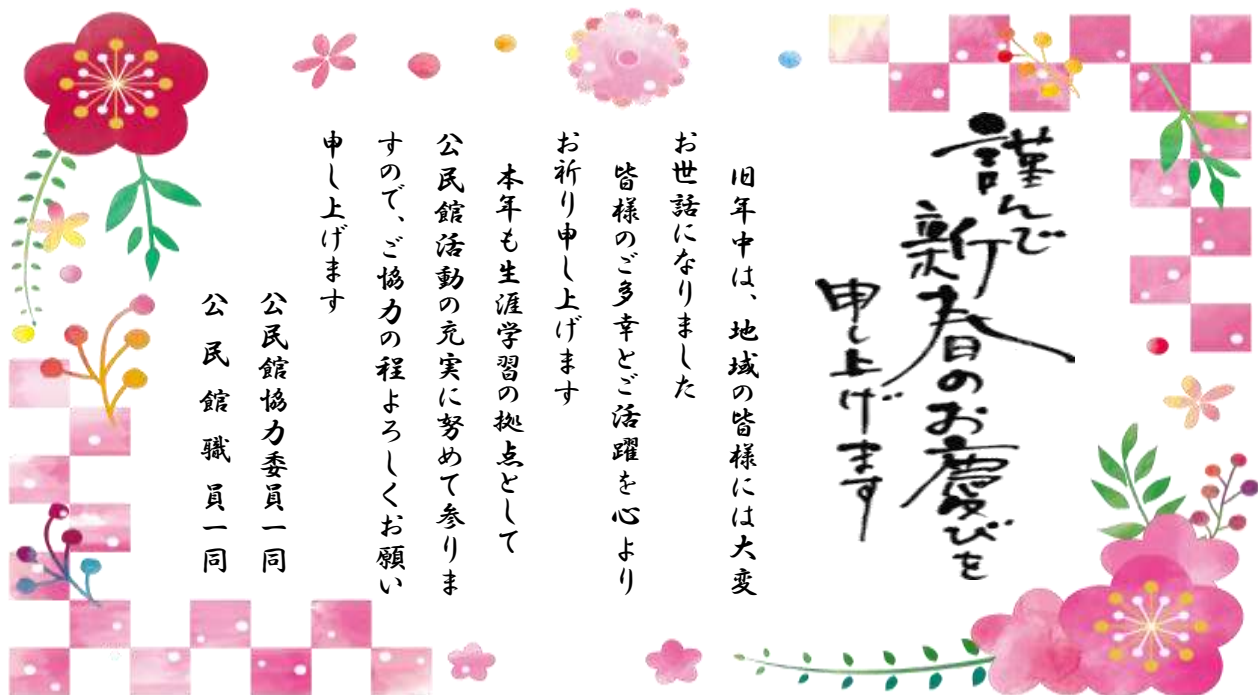 謹んで
新春のお慶びを
申し上げます
旧年中は、地域の皆様には大変
お世話になりました
皆様のご多幸とご活躍を心より
お祈り申し上げます
本年も生涯学習の拠点として
公民館活動の充実に努めて参りま
すので、ご協力の程よろしくお願い
申し上げます
公民館協力委員一同
公民館職員一同